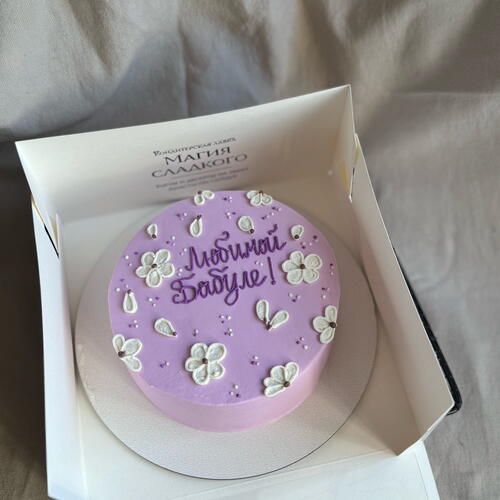 Кондитерская лавка
МАГИЯ
СЛАДКОГО
Любимой
Бабуле!